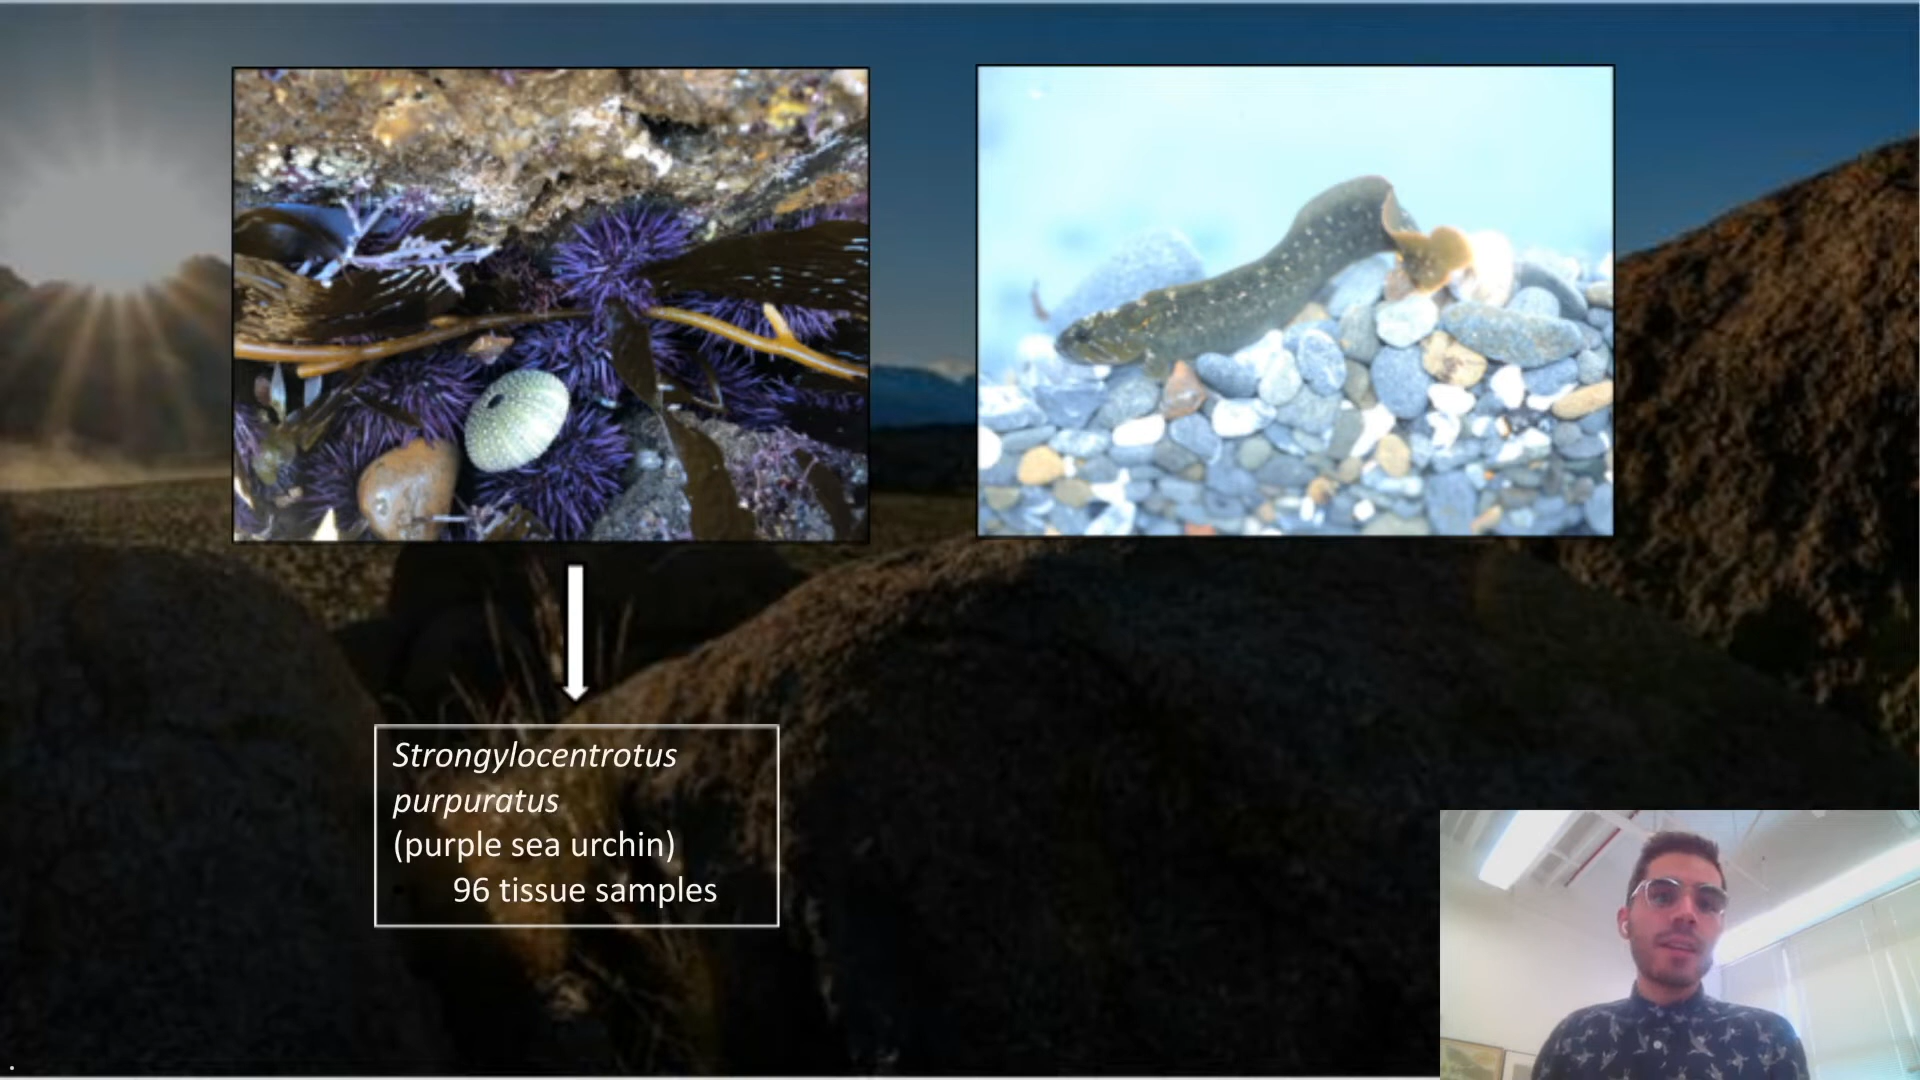 Strongylocentrotus
purpuratus
(purple sea urchin)
96 tissue samples